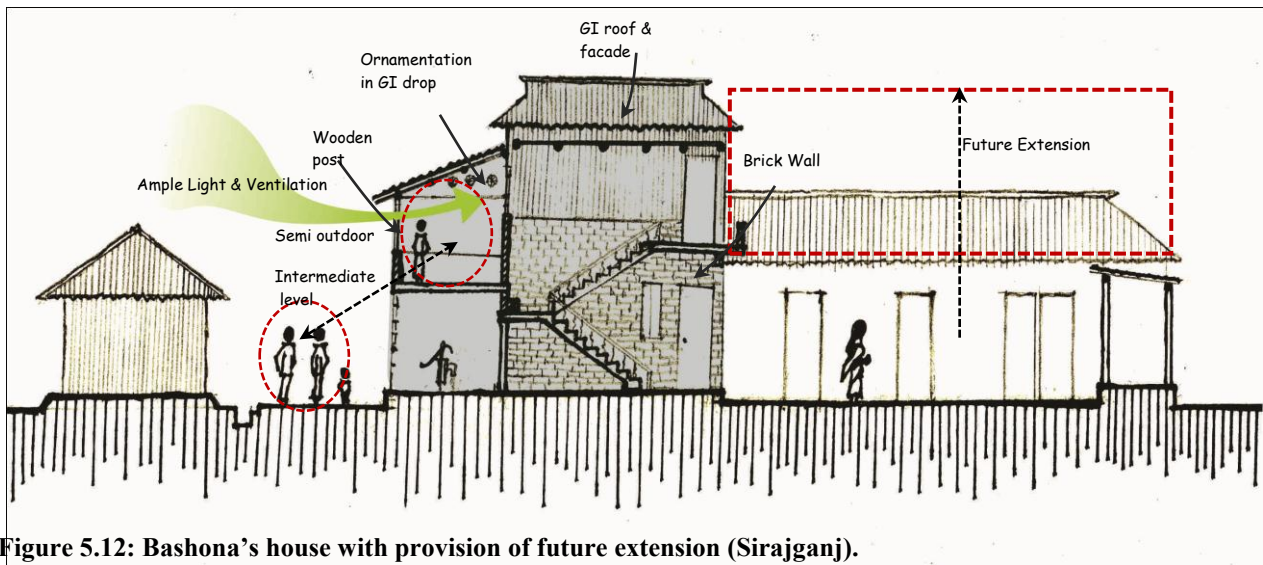 GI roof &
facade
Ornamentation
in GI drop
Wooden
post
Brick Wall
Future Extension
Ample Light & Ventilation
Semi outdoor
Intermediate
level
Figure 5.12: Bashona’s house with provision of future extension (Sirajganj).